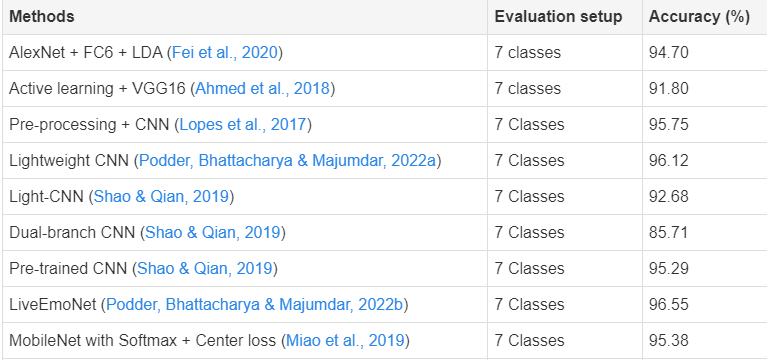 Methods Evaluation setup Accuracy (%)
AlexNet + FC6 + LDA (Fei et al., 2020) 7 classes 94.70
Active learning + VGG16 (Ahmed et al., 2018) 7 classes 91.80
Pre-processing + CNN (Lopes et al., 2017) 7 Classes 95.75
Lightweight CNN (Podder, Bhattacharya & Majumdar, 2022a) 7 Classes 96.12
Light-CNN (Shao & Qian, 2019) 7 Classes 92.68
Dual-branch CNN (Shao & Qian, 2019) 7 Classes 85.71
Pre-trained CNN (Shao & Qian, 2019) 7 Classes 95.29
LiveEmoNet (Podder, Bhattacharya & Majumdar, 2022b) 7 Classes 96.55
MobileNet with Softmax + Center loss (Miao et al., 2019) 7 Classes 95.38